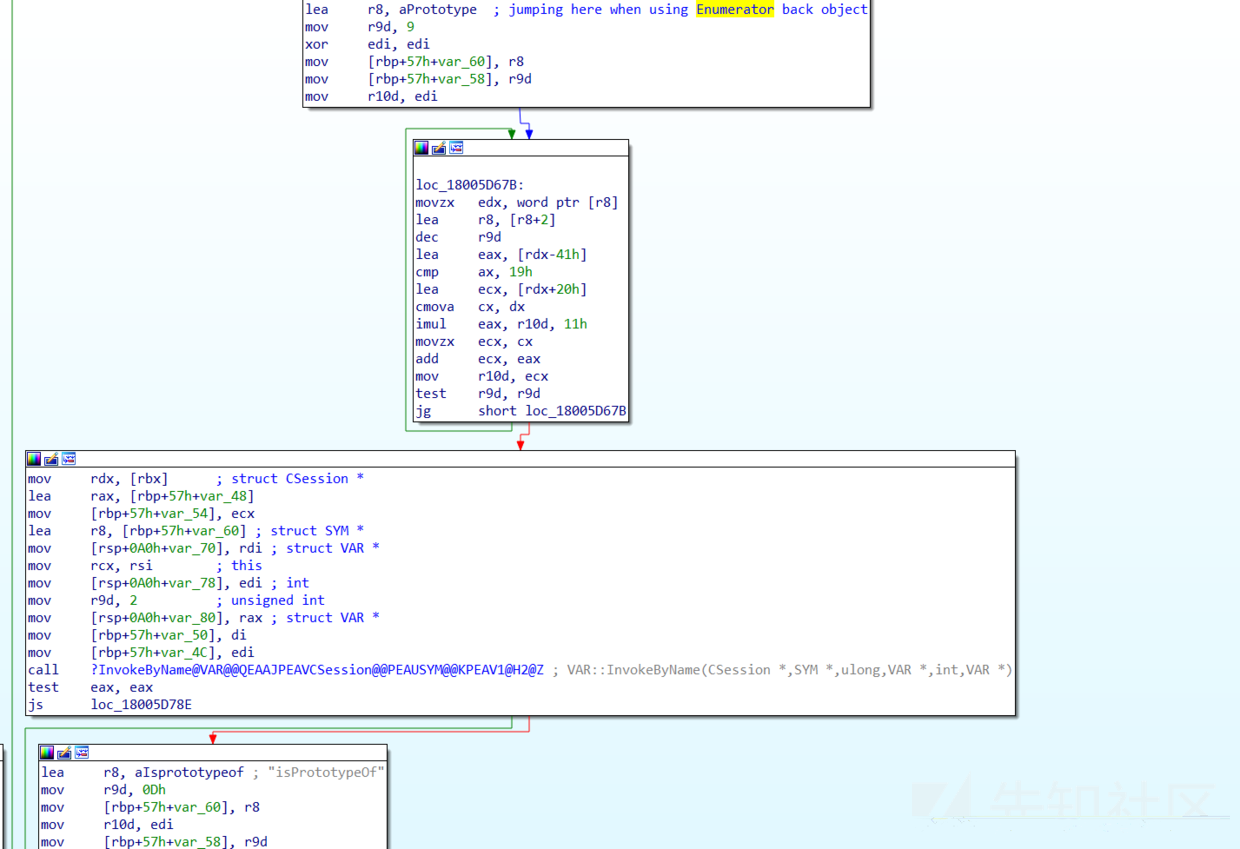 lea r8, aPrototype ; jumping here when using Enumerator back object
mov r9d, 9
xor edi, edi
mov [rbp+57h+var_60], r8
mov [rbp+57h+var_58], r9d
mov r10d, edi
loc_18005D67B:
movzx edx, word ptr [r8]
lea r8, [r8+2]
dec r9d
lea eax, [rdx-41h]
cmp ax, 19h
lea ecx, [rdx+20h]
cmova cx, dx
imul eax, r10d, 11h
movzx ecx, cx
add ecx, eax
mov r10d, ecx
test r9d, r9d
jg short loc_18005D67B
mov rdx, [rbx] ; struct CSession *
lea rax, [rbp+57h+var_48]
mov [rbp+57h+var_54], ecx
lea r8, [rbp+57h+var_60] ; struct SYM *
mov [rsp+0A0h+var_70], rdi ; struct VAR *
mov rcx, rsi ; this
mov [rsp+0A0h+var_78], edi ; int
mov r9d, 2 ; unsigned int
mov [rsp+0A0h+var_80], rax ; struct VAR *
mov [rbp+57h+var_50], di
mov [rbp+57h+var_4C], edi
call ?InvokeByName@VAR@@QEAAJPEAVCSession@@PEAUSYM@@KPEAV1@H2@Z ; VAR::InvokeByName(CSession *,SYM *,ulong,VAR *,int,VAR *)
test eax, eax
js loc_18005D78E
lea r8, aIsprototypeof ; "isPrototypeOf"
mov r9d, 0Dh
mov [rbp+57h+var_60], r8
mov r10d, edi
mov [rbp+57h+var_58], r9d
先知社区